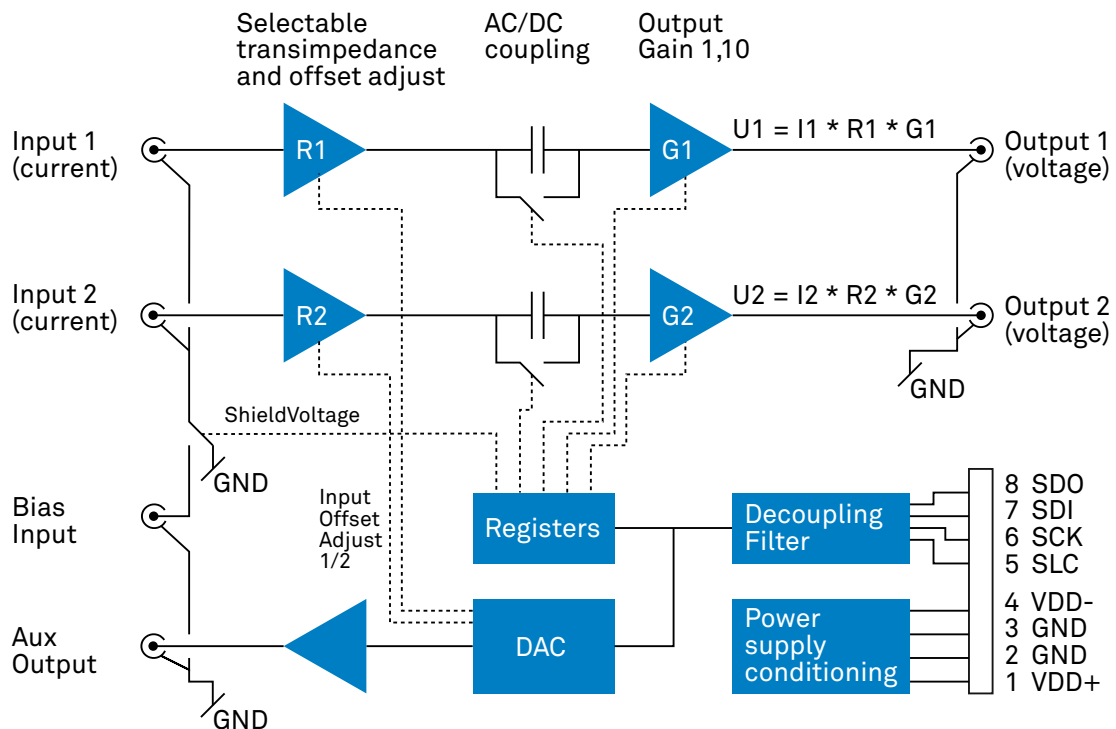 Selectable
transimpedance
and offset adjust
AC/DC
coupling
Output
Gain 1,10
Input 1
(current)
R1
G1
U1 = I1 * R1 * G1
Output 1
(voltage)
Input 2
(current)
R2
G2
U2 = I2 * R2 * G2
Output 2
(voltage)
GND
ShieldVoltage
GND
Bias
Input
Input
Offset
Adjust
1/2
Registers
Decoupling
Filter
8 SDO
7 SDI
6 SCK
5 SLC
4 VDD-
3 GND
2 GND
1 VDD+
Aux
Output
DAC
Power
supply
conditioning
GND